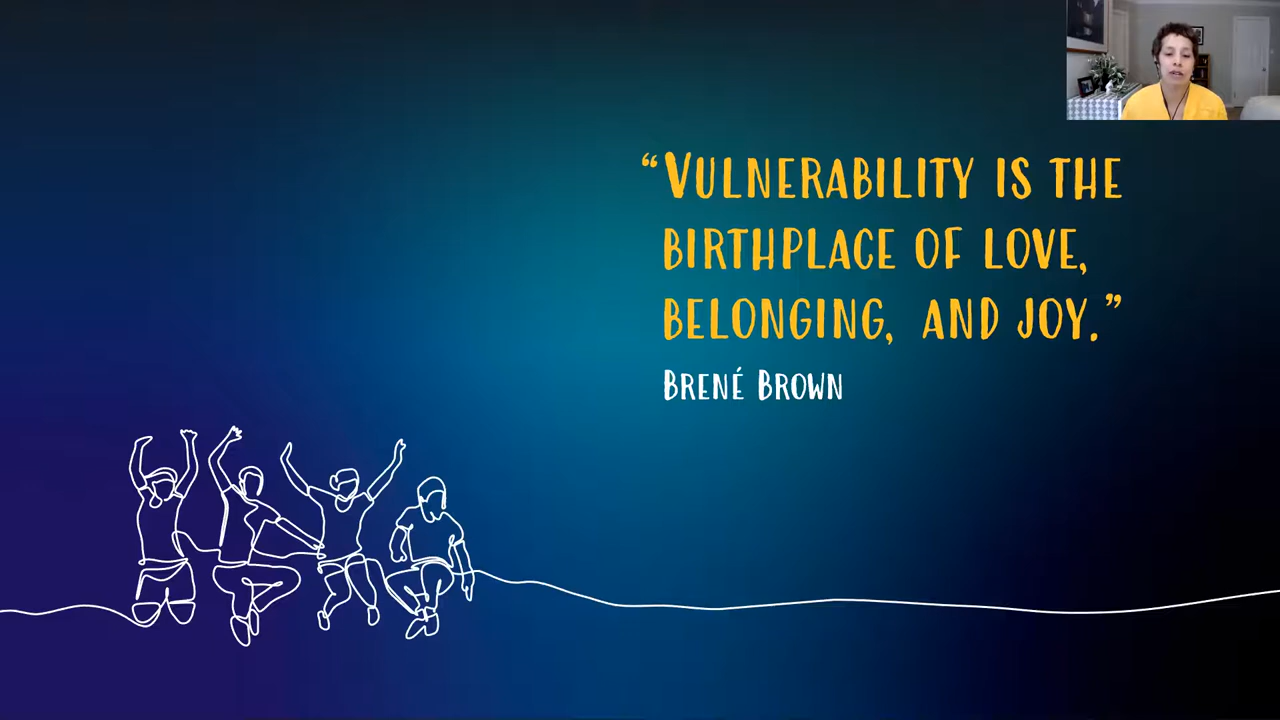 “Vulnerability is the
birthplace of love,
belonging, and joy.”
Brené Brown